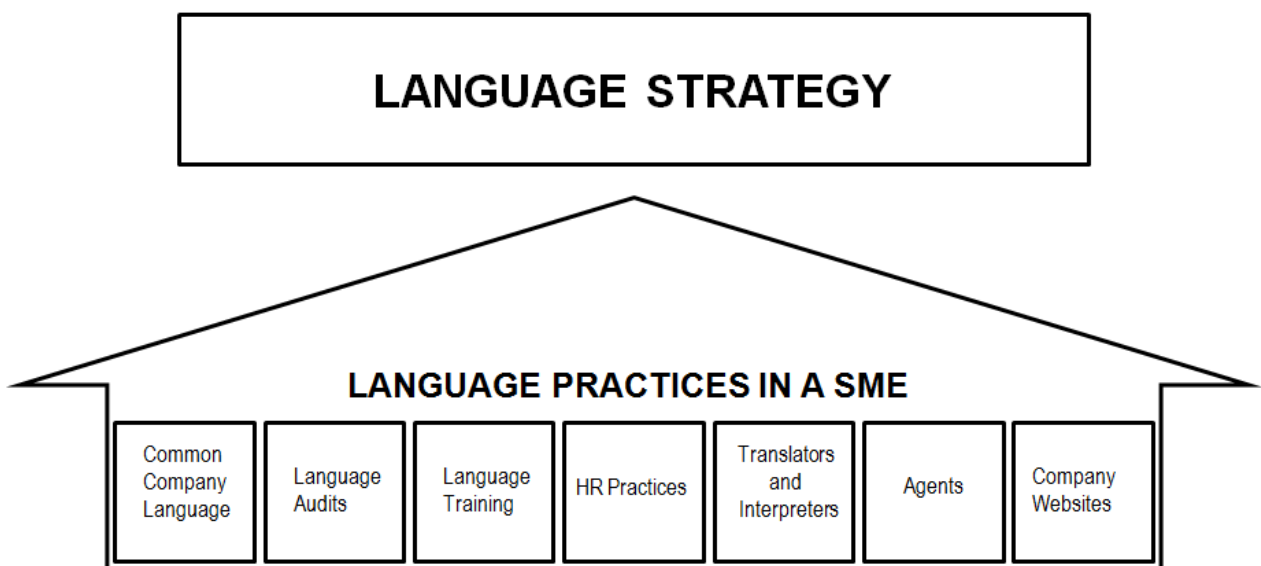 LANGUAGE STRATEGY
LANGUAGE PRACTICES IN A SME
Common
Company
Language
Language
Audits
Language
Training
HR Practices
Translators
and
Interpreters
Agents
Company
Websites